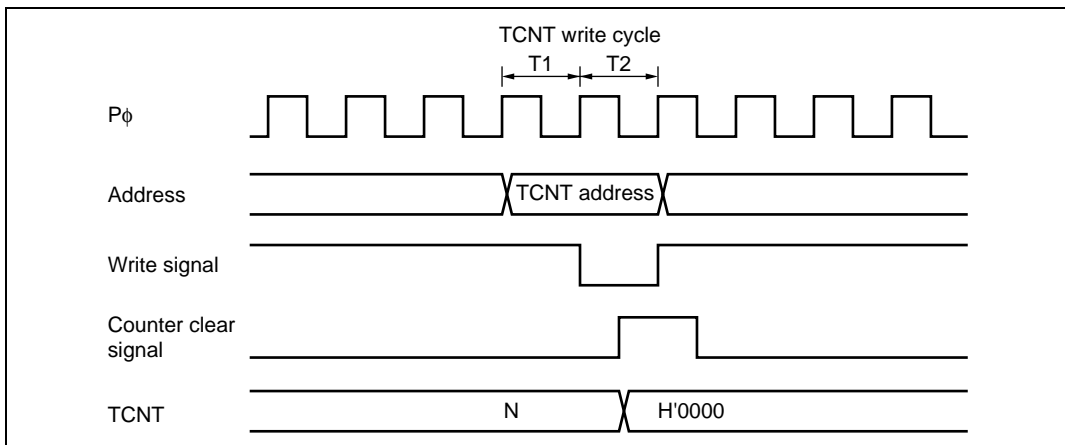 TCNT write cycle
T1 T2
Pϕ
Address
TCNT address
Write signal
Counter clear
signal
TCNT
N
H'0000